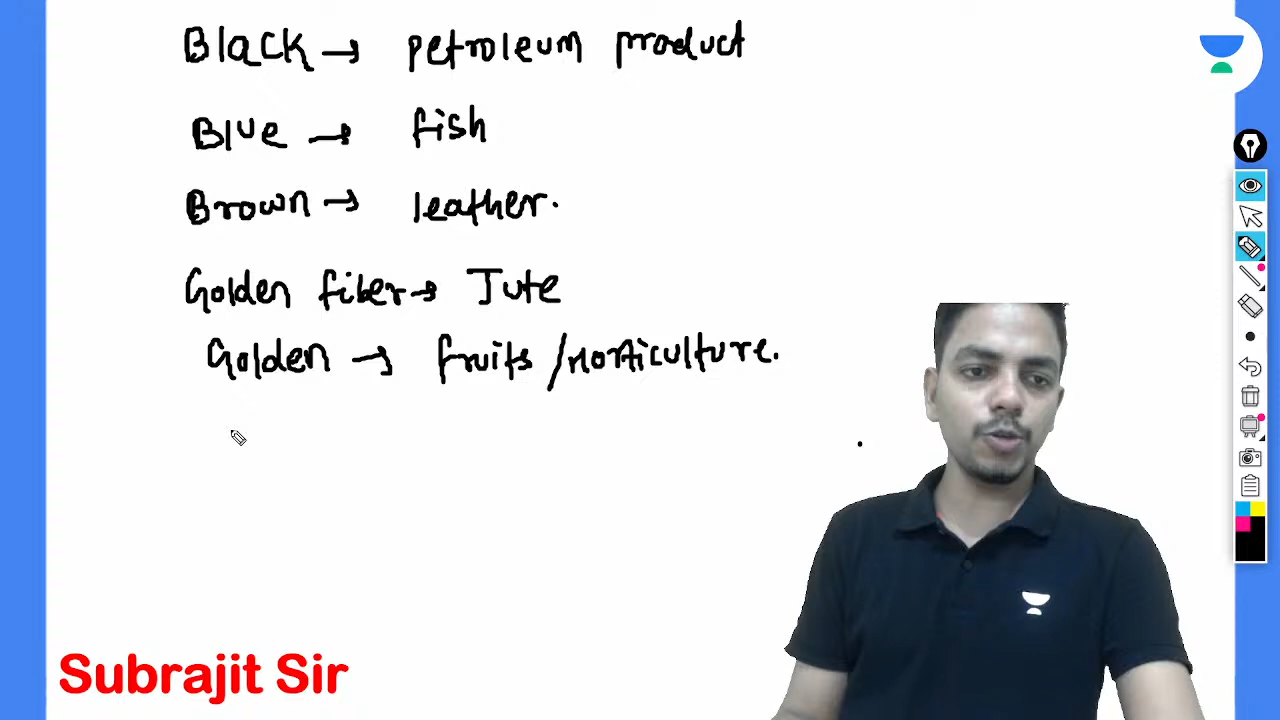 Black → petroleum product
Blue → fish
Brown → leather.
Golden fiber → Jute
Golden → fruits / Horticulture.
Subrajit Sir